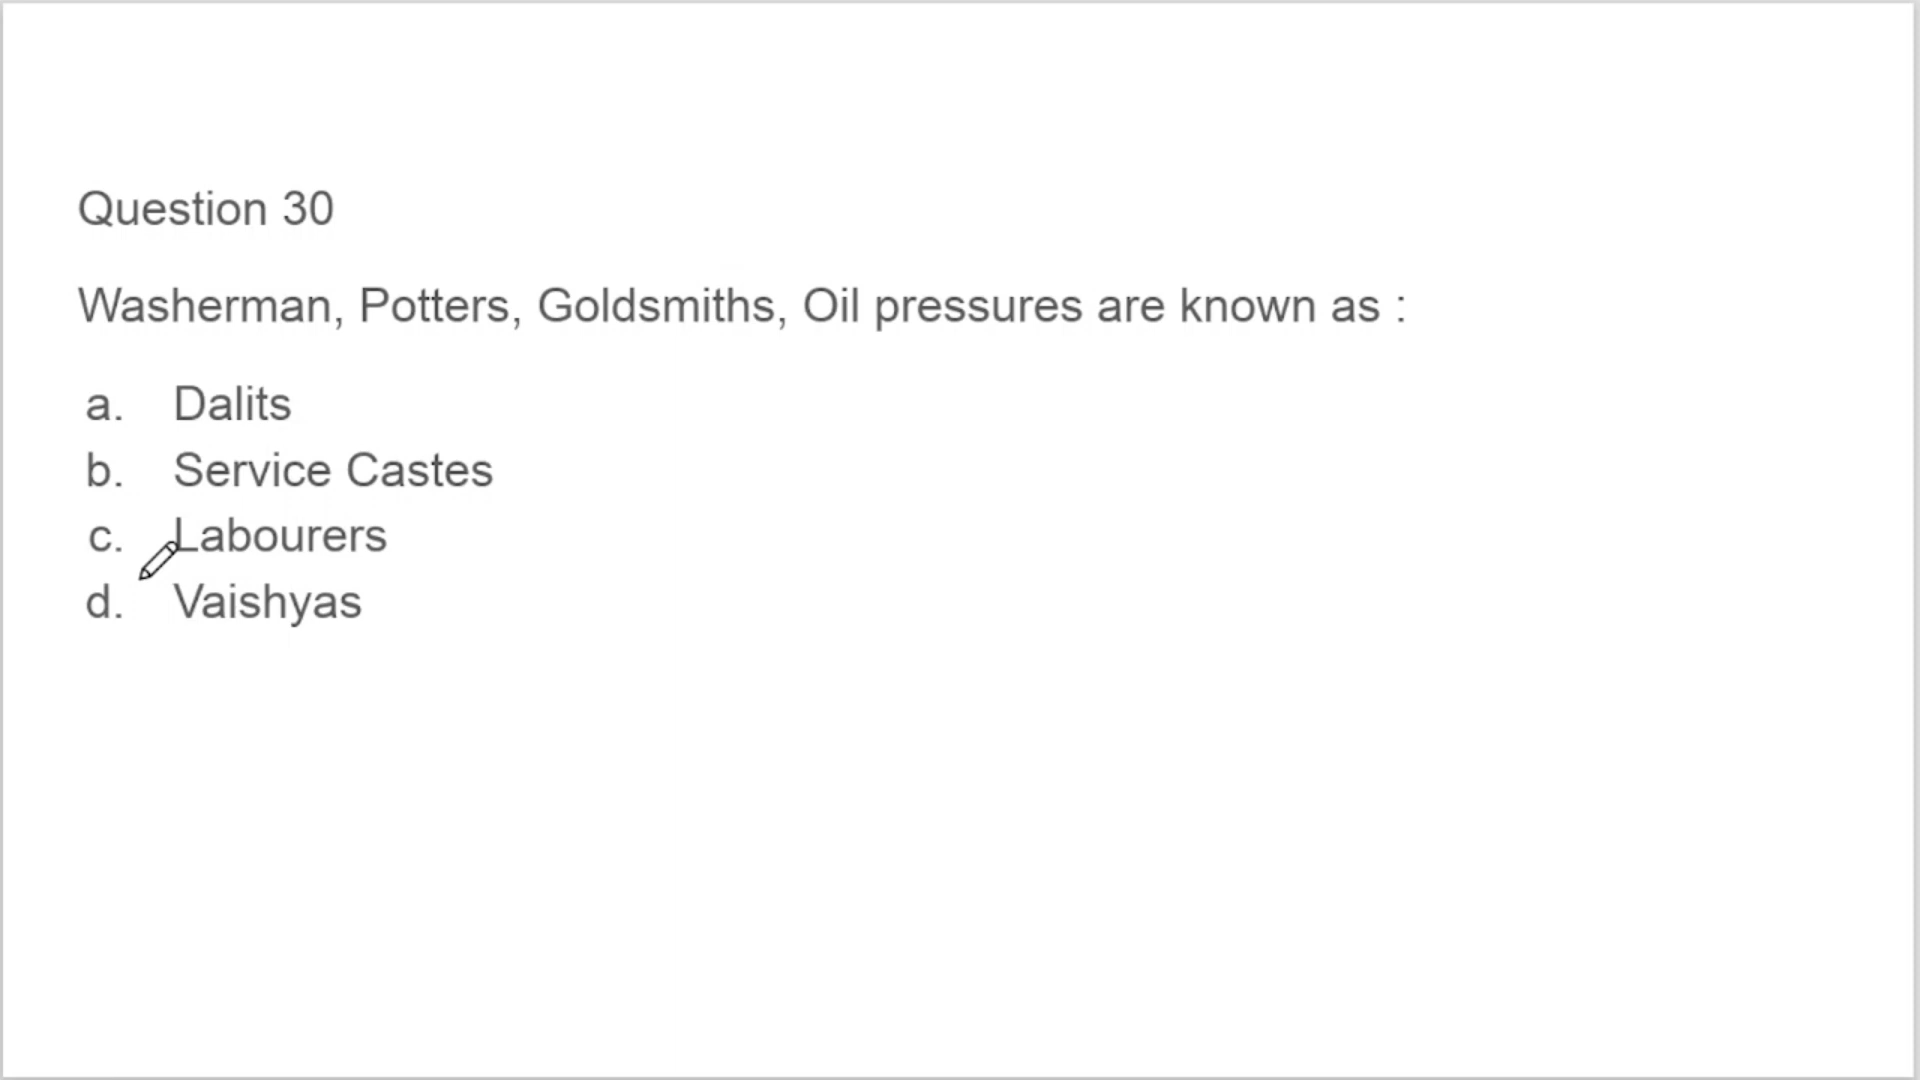 Question 30
Washerman, Potters, Goldsmiths, Oil pressures are known as :
a. Dalits
b. Service Castes
c. Labourers
d. Vaishyas